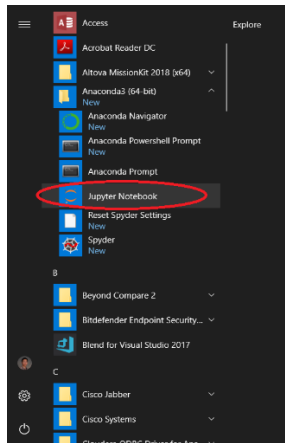 Access
Explore
Acrobat Reader DC
Altova MissionKit 2018 (x64)
Anaconda3 (64-bit)
New
Anaconda Navigator
New
Anaconda Powershell Prompt
New
Anaconda Prompt
Jupyter Notebook
Reset Spyder Settings
New
Spyder
New
B
Beyond Compare 2
Bitdefender Endpoint Security...
Blend for Visual Studio 2017
C
Cisco Jabber
Cisco Systems